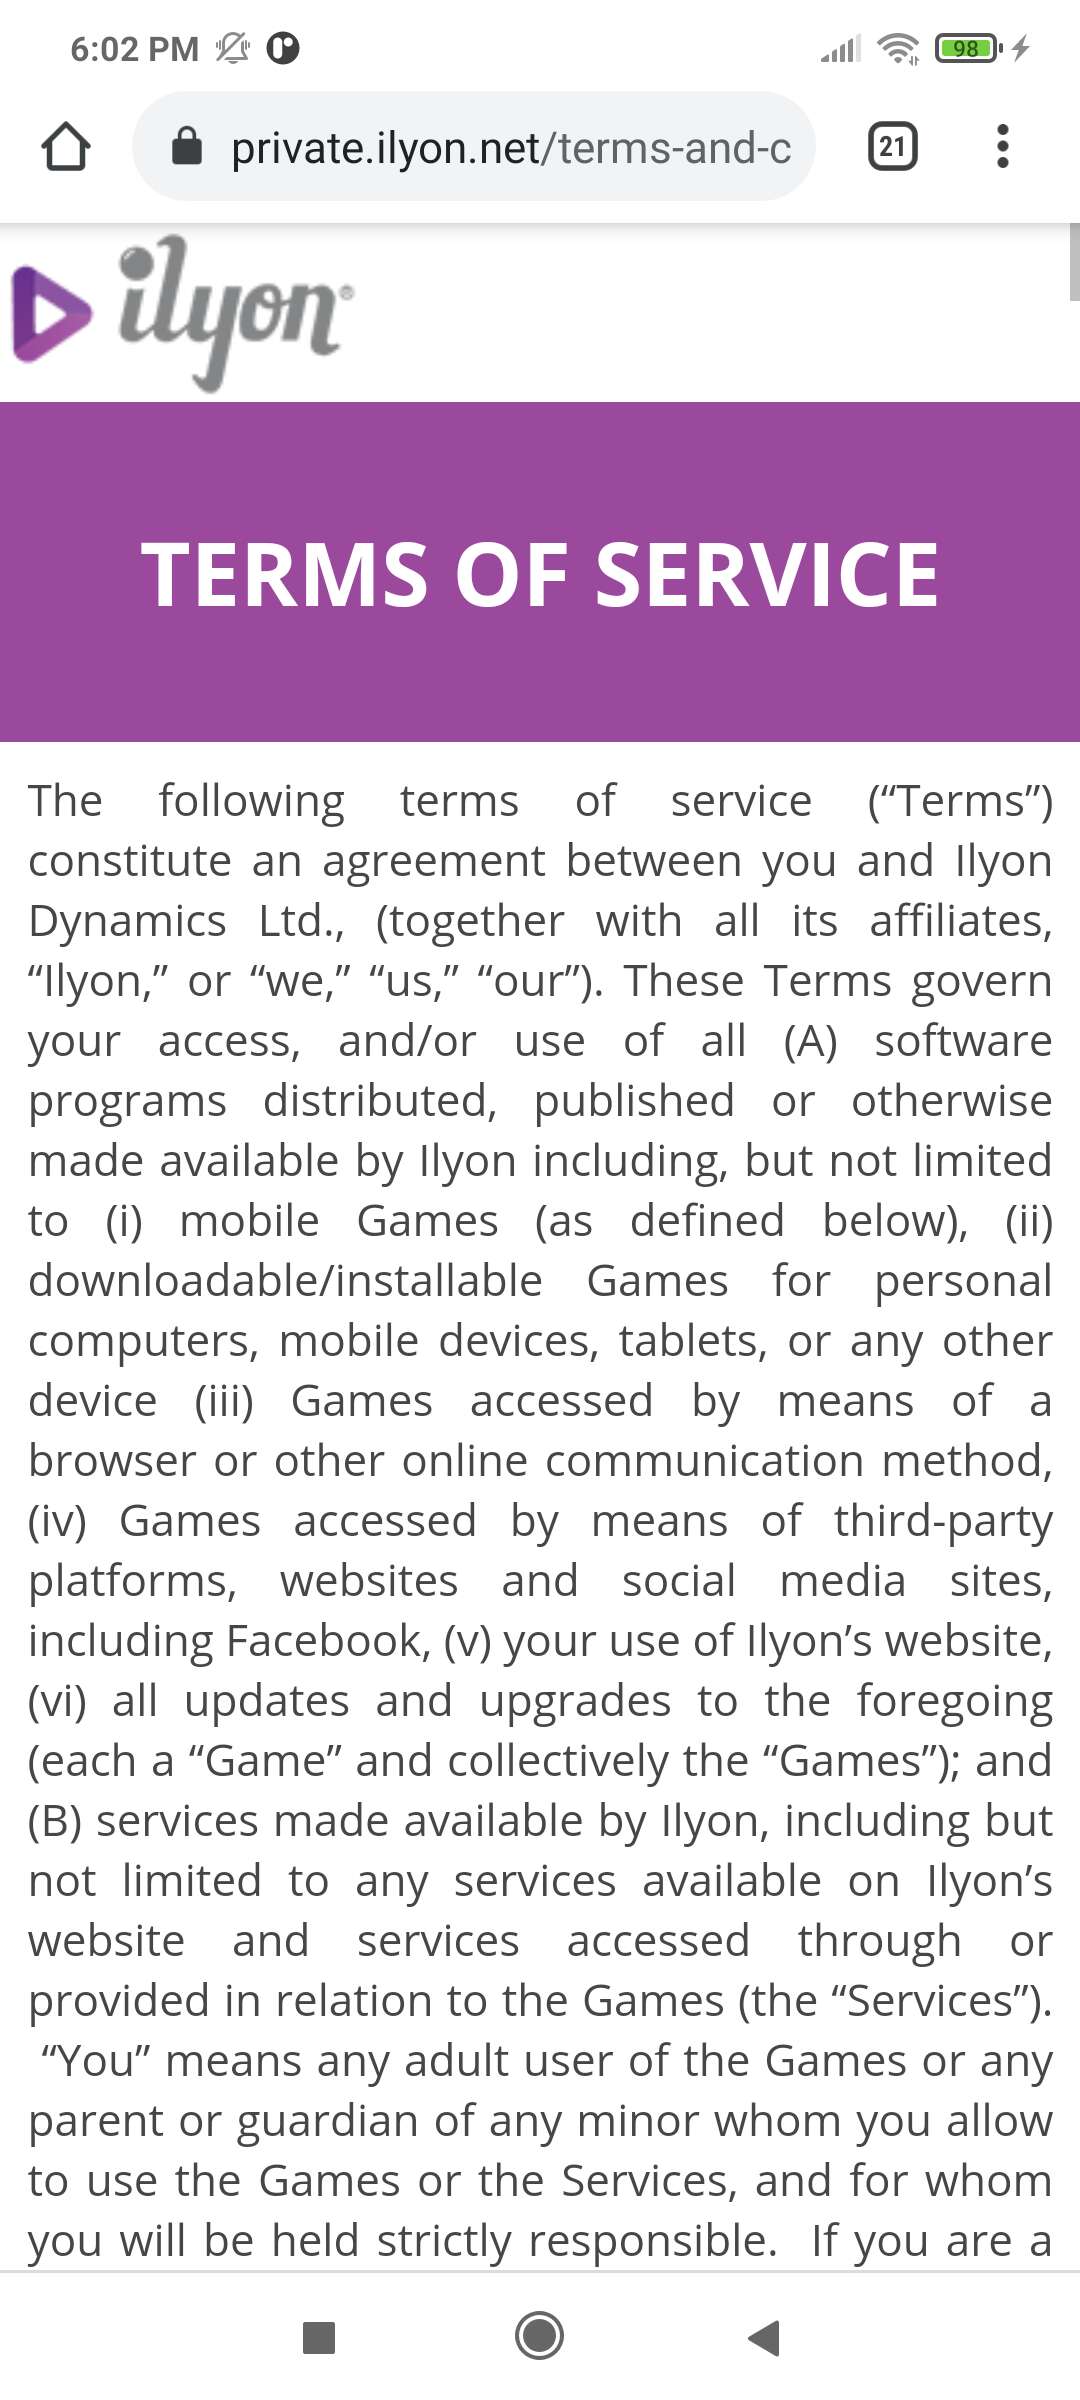 6:02 PM
98
private.ilyon.net/terms-and-c
21
ilyon®
TERMS OF SERVICE
The following terms of service (“Terms”)
constitute an agreement between you and Ilyon
Dynamics Ltd., (together with all its affiliates,
“Ilyon,” or “we,” “us,” “our”). These Terms govern
your access, and/or use of all (A) software
programs distributed, published or otherwise
made available by Ilyon including, but not limited
to (i) mobile Games (as defined below), (ii)
downloadable/installable Games for personal
computers, mobile devices, tablets, or any other
device (iii) Games accessed by means of a
browser or other online communication method,
(iv) Games accessed by means of third-party
platforms, websites and social media sites,
including Facebook, (v) your use of Ilyon’s website,
(vi) all updates and upgrades to the foregoing
(each a “Game” and collectively the “Games”); and
(B) services made available by Ilyon, including but
not limited to any services available on Ilyon’s
website and services accessed through or
provided in relation to the Games (the “Services”).
“You” means any adult user of the Games or any
parent or guardian of any minor whom you allow
to use the Games or the Services, and for whom
you will be held strictly responsible. If you are a